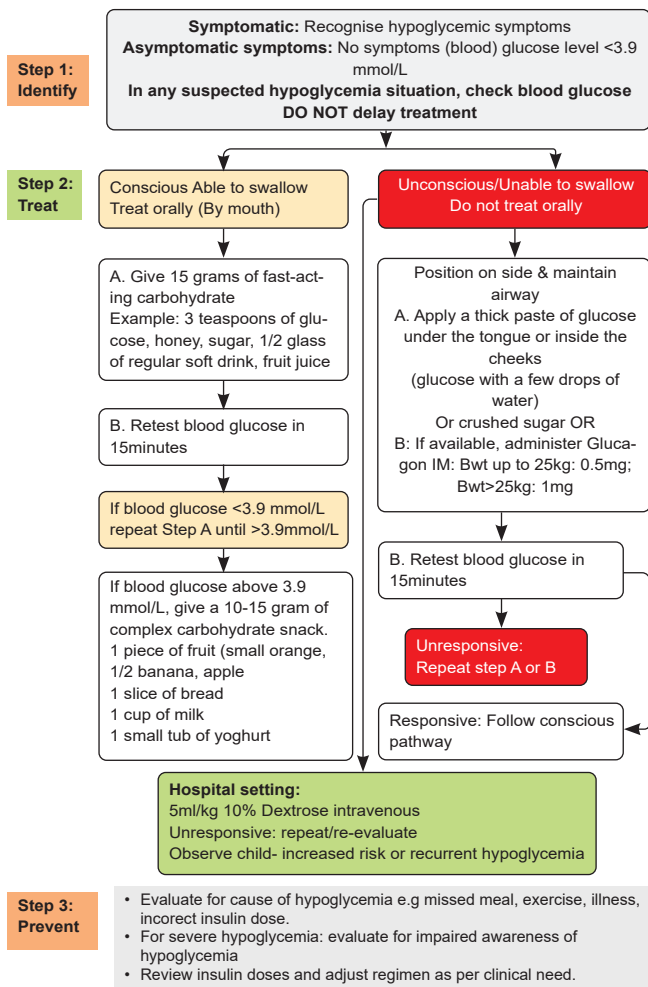 Step 1:
Identify
Symptomatic: Recognise hypoglycemic symptoms
Asymptomatic symptoms: No symptoms (blood) glucose level <3.9
mmol/L
In any suspected hypoglycemia situation, check blood glucose
DO NOT delay treatment
Step 2:
Treat
Conscious Able to swallow
Treat orally (By mouth)
A. Give 15 grams of fast-act-
ing carbohydrate
Example: 3 teaspoons of glu-
cose, honey, sugar, 1/2 glass
of regular soft drink, fruit juice
B. Retest blood glucose in
15minutes
If blood glucose <3.9 mmol/L
repeat Step A until >3.9mmol/L
If blood glucose above 3.9
mmol/L, give a 10-15 gram of
complex carbohydrate snack.
1 piece of fruit (small orange,
1/2 banana, apple
1 slice of bread
1 cup of milk
1 small tub of yoghurt
Unconscious/Unable to swallow
Do not treat orally
Position on side & maintain
airway
A. Apply a thick paste of glucose
under the tongue or inside the
cheeks
(glucose with a few drops of
water)
Or crushed sugar OR
B: If available, administer Gluca-
gon IM: Bwt up to 25kg: 0.5mg;
Bwt>25kg: 1mg
B. Retest blood glucose in
15minutes
Unresponsive:
Repeat step A or B
Responsive: Follow conscious
pathway
Hospital setting:
5ml/kg 10% Dextrose intravenous
Unresponsive: repeat/re-evaluate
Observe child- increased risk or recurrent hypoglycemia
Step 3:
Prevent
• Evaluate for cause of hypoglycemia e.g missed meal, exercise, illness,
incorect insulin dose.
• For severe hypoglycemia: evaluate for impaired awareness of
hypoglycemia
• Review insulin doses and adjust regimen as per clinical need.